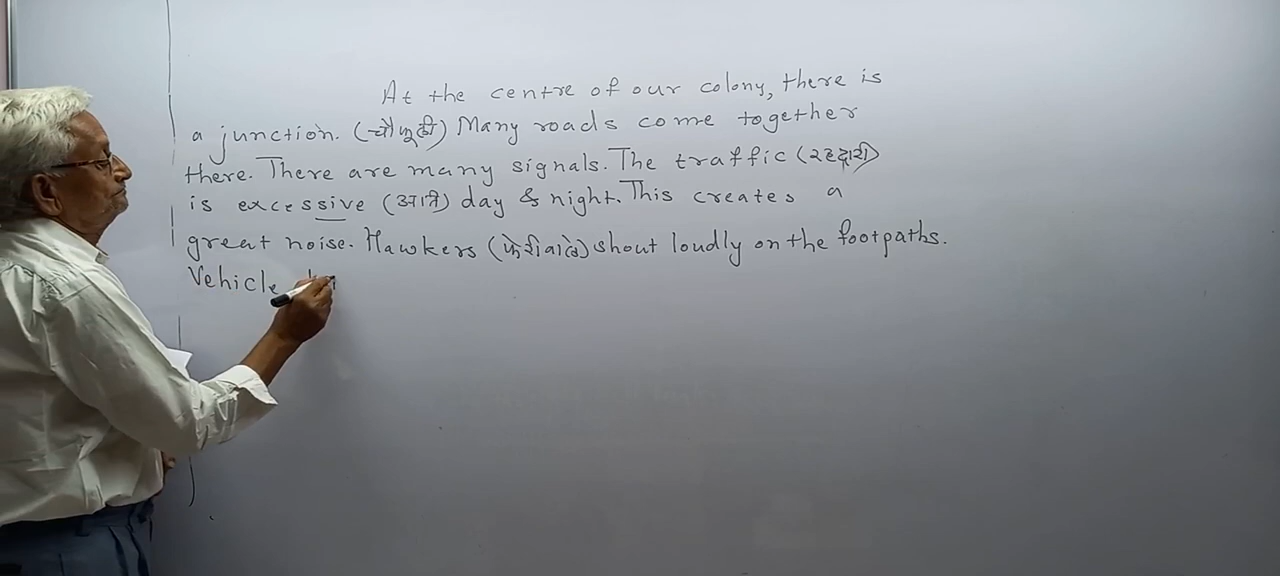 At the centre of our colony, there is
a junction. (चौफुली) Many roads come together
there. There are many signals. The traffic (रहदारी)
is excessive (अति) day & night. This creates a
great noise. Hawkers (फेरीवाले) shout loudly on the footpaths.
Vehicle